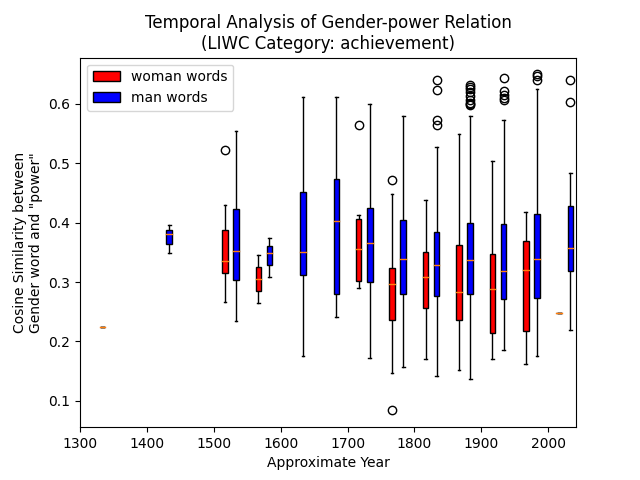 Temporal Analysis of Gender-power Relation
(LIWC Category: achievement)
woman words
man words
0.6
0.5
0.4
0.3
0.2
0.1
Cosine Similarity between
Gender word and "power"
1300 1400 1500 1600 1700 1800 1900 2000
Approximate Year